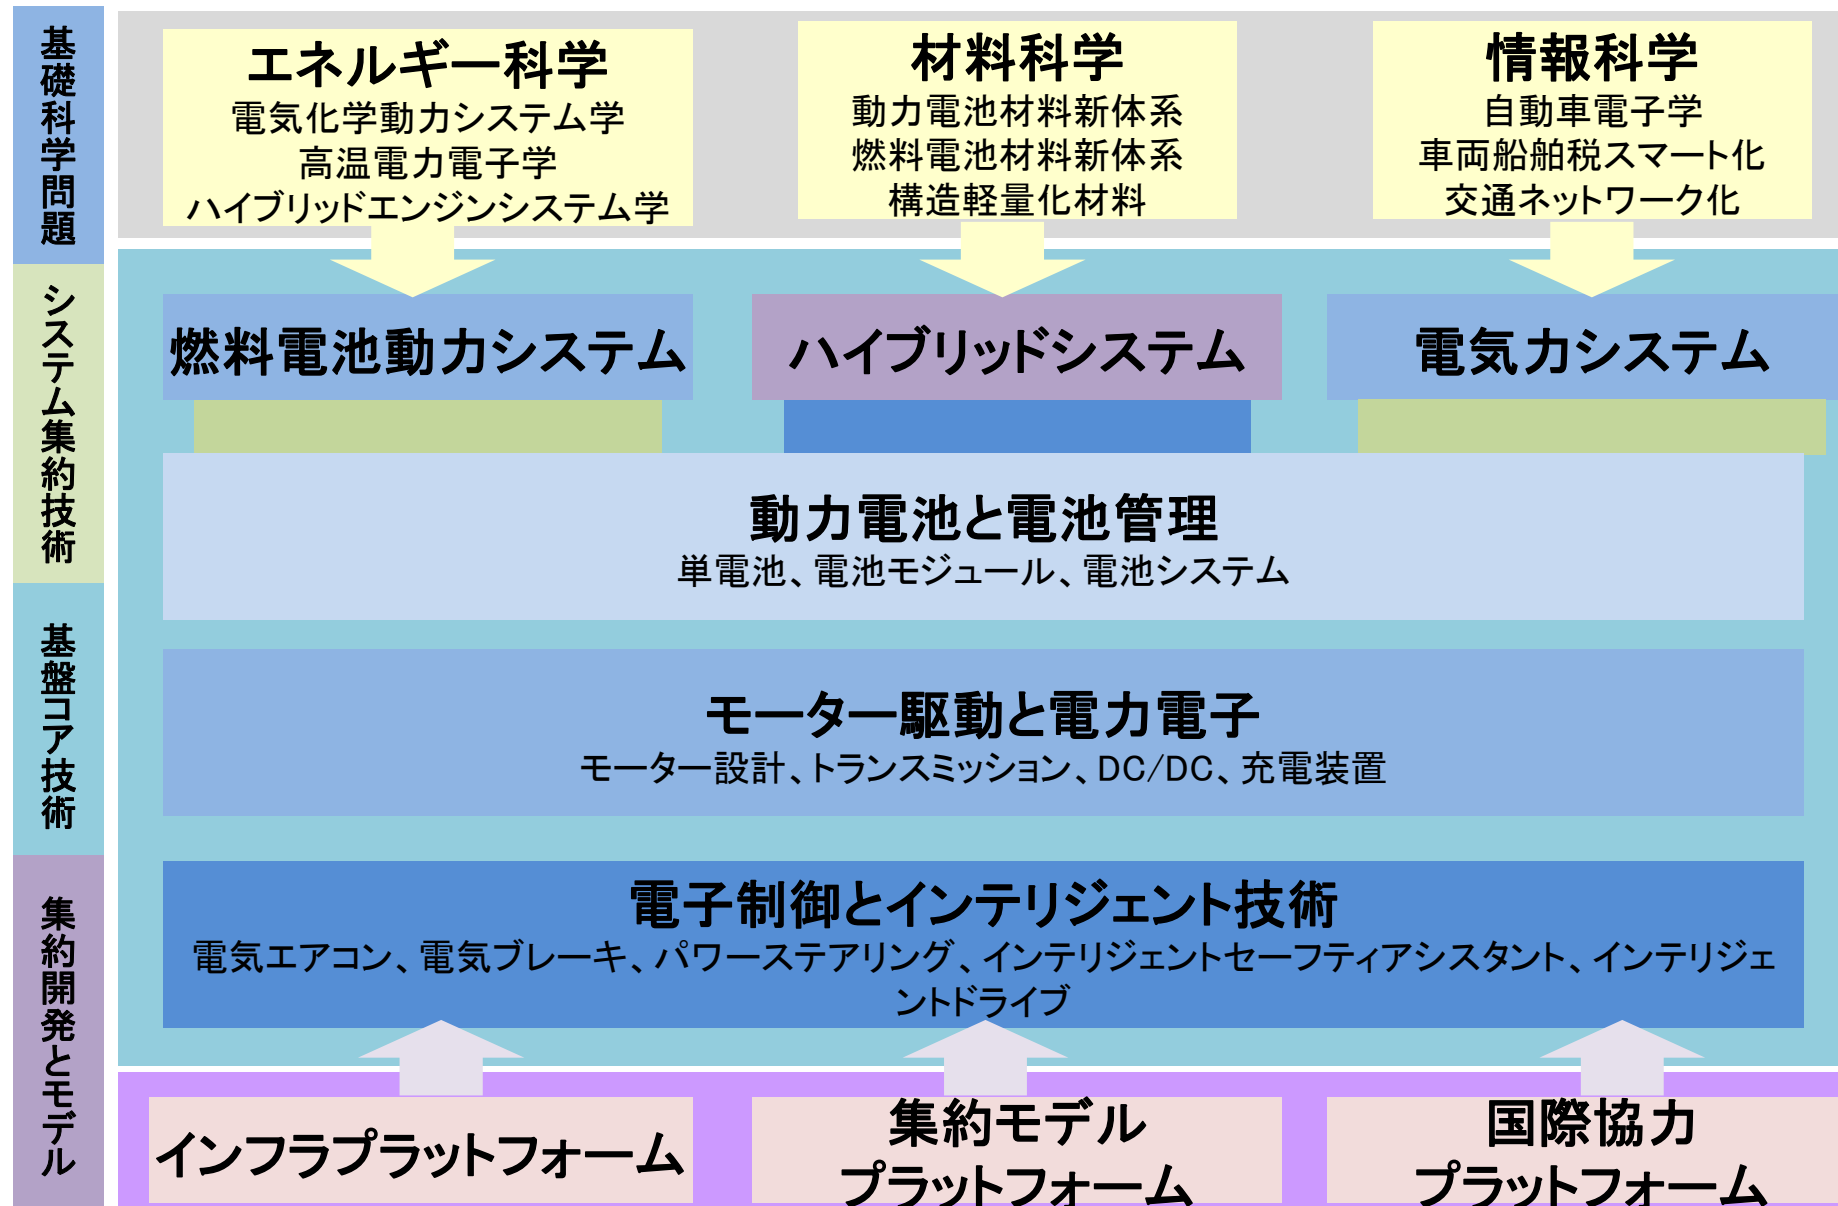 基礎科学問題
エネルギー科学
電気化学動力システム学
高温電力電子学
ハイブリッドエンジンシステム学
材料科学
動力電池材料新体系
燃料電池材料新体系
構造軽量化材料
情報科学
自動車電子学
車両船舶税スマート化
交通ネットワーク化
システム集約技術
燃料電池動力システム
ハイブリッドシステム
電気力システム
動力電池と電池管理
単電池、電池モジュール、電池システム
基盤コア技術
モーター駆動と電力電子
モーター設計、トランスミッション、DC/DC、充電装置
集約開発とモデル
電子制御とインテリジェント技術
電気エアコン、電気ブレーキ、パワーステアリング、インテリジェントセーフティアシスタント、インテリジェ
ントドライブ
インフラプラットフォーム
集約モデル
プラットフォーム
国際協力
プラットフォーム